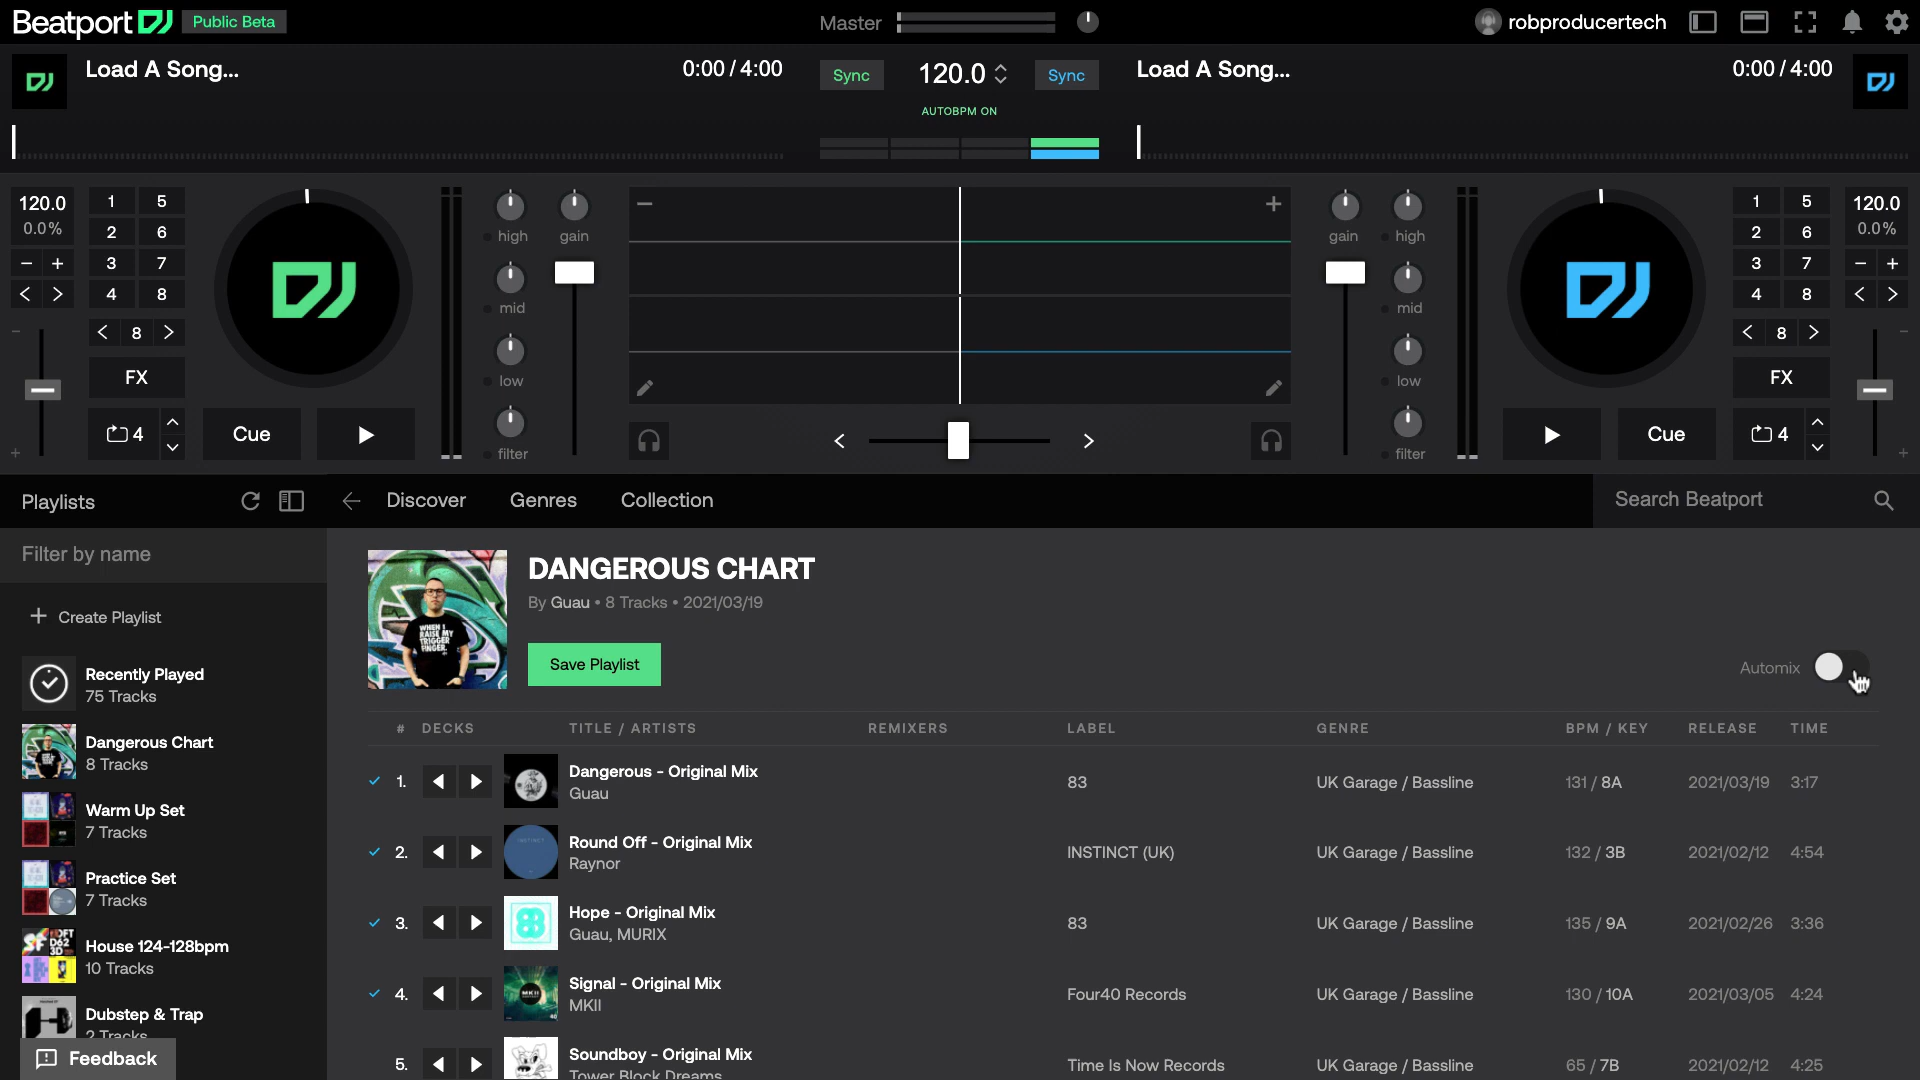 Beatport DJ Public Beta
Master
robproducertech
Load A Song...
0:00 / 4:00
Sync
120.0
Sync
AUTOBPM ON
Load A Song...
0:00 / 4:00
120.0
0.0%
1 5
2 6
3 7
4 8
8
FX
4
Cue
high
gain
mid
low
filter
gain
high
mid
low
filter
1 5
2 6
3 7
4 8
8
FX
Cue
4
120.0
0.0%
Playlists
Discover
Genres
Collection
Search Beatport
Filter by name
Create Playlist
Recently Played
75 Tracks
Dangerous Chart
8 Tracks
Warm Up Set
7 Tracks
Practice Set
7 Tracks
House 124-128bpm
10 Tracks
Dubstep & Trap
2 Tracks
Feedback
WHEN I
RAISE MY
TRIGGER
FINGER.
DANGEROUS CHART
By Guau • 8 Tracks • 2021/03/19
Save Playlist
Automix
# DECKS TITLE / ARTISTS REMIXERS LABEL GENRE BPM / KEY RELEASE TIME
1. Dangerous - Original Mix
Guau
83 UK Garage / Bassline 131 / 8A 2021/03/19 3:17
2. Round Off - Original Mix
Raynor
INSTINCT (UK) UK Garage / Bassline 132 / 3B 2021/02/12 4:54
3. Hope - Original Mix
Guau, MURIX
83 UK Garage / Bassline 135 / 9A 2021/02/26 3:36
4. Signal - Original Mix
MKII
Four40 Records UK Garage / Bassline 130 / 10A 2021/03/05 4:24
5. Soundboy - Original Mix
Tower Block Dreams
Time Is Now Records UK Garage / Bassline 65 / 7B 2021/02/12 4:25